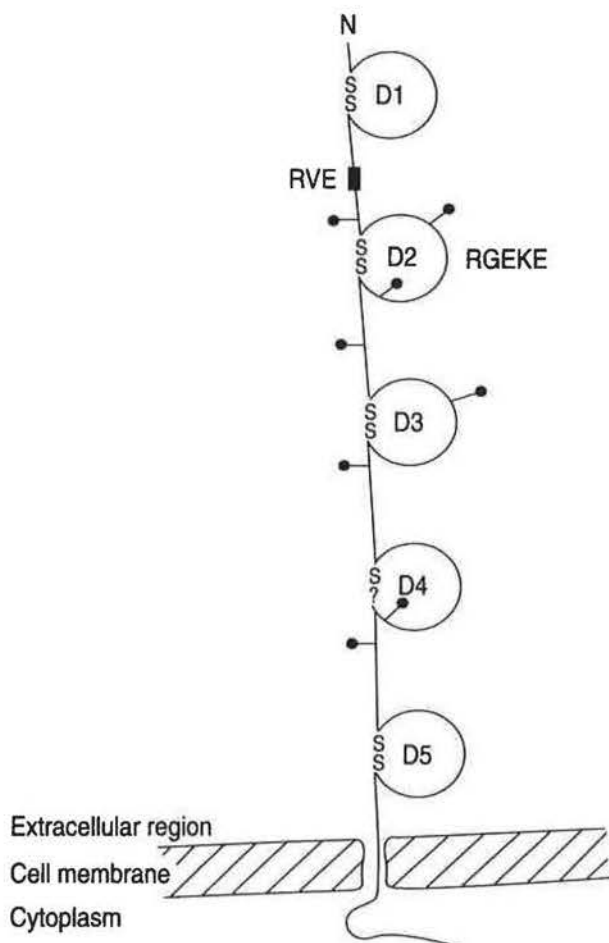 N
S
S
D1
RVE
S
S
D2
RGEKE
S
S
D3
S
?
D4
S
S
D5
Extracellular region
Cell membrane
Cytoplasm